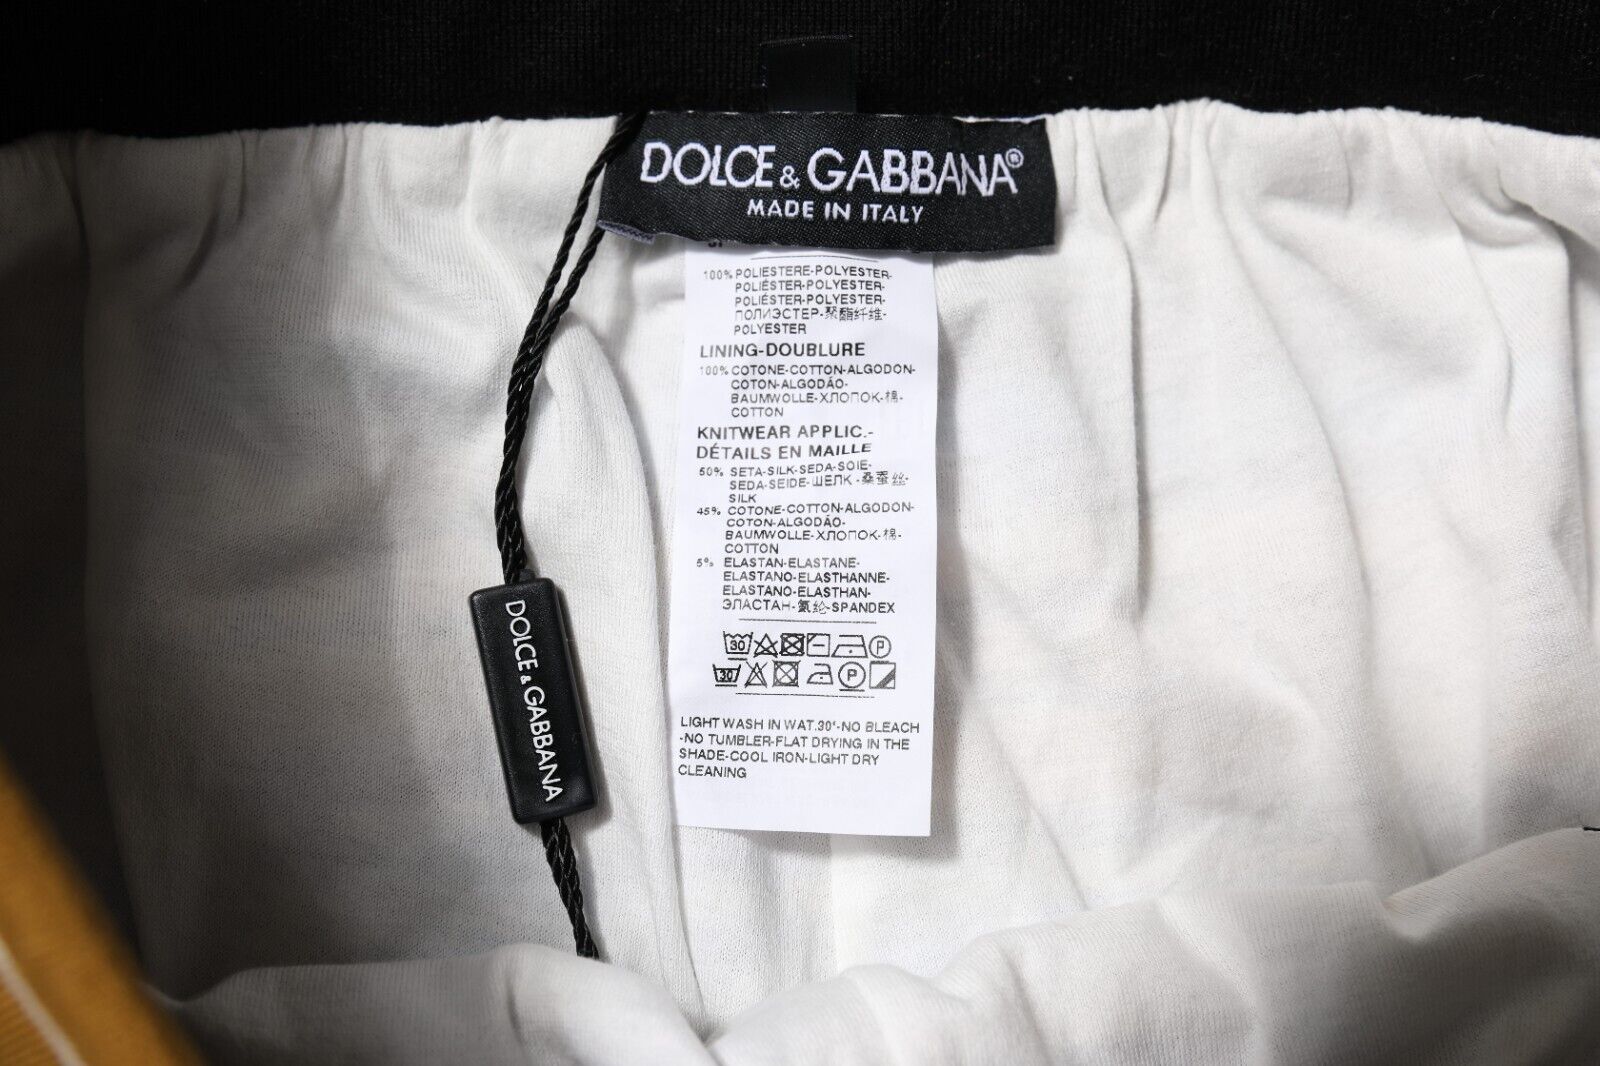 DOLCE & GABBANA®
MADE IN ITALY
100% POLIESTERE-POLYESTER-
POLIÉSTER-POLYESTER-
POLIÉSTER-POLYESTER-
ПОЛИЭСТЕР-聚酯纤维-
POLYESTER
LINING-DOUBLURE
100% COTONE-COTTON-ALGODON-
COTON-ALGODÃO-
BAUMWOLLE-ХЛОПОК-棉-
COTTON
KNITWEAR APPLIC.-
DÉTAILS EN MAILLE
50% SETA-SILK-SEDA-SOIE-
SEDA-SEIDE-ШЕЛК-桑蚕丝-
SILK
45% COTONE-COTTON-ALGODON-
COTON-ALGODÃO-
BAUMWOLLE-ХЛОПОК-棉-
COTTON
5% ELASTAN-ELASTANE-
ELASTANO-ELASTHANNE-
ELASTANO-ELASTHAN-
ЭЛАСТАН-氨纶-SPANDEX
30 P
30 P
LIGHT WASH IN WAT.30°-NO BLEACH
-NO TUMBLER-FLAT DRYING IN THE
SHADE-COOL IRON-LIGHT DRY
CLEANING
DOLCE & GABBANA